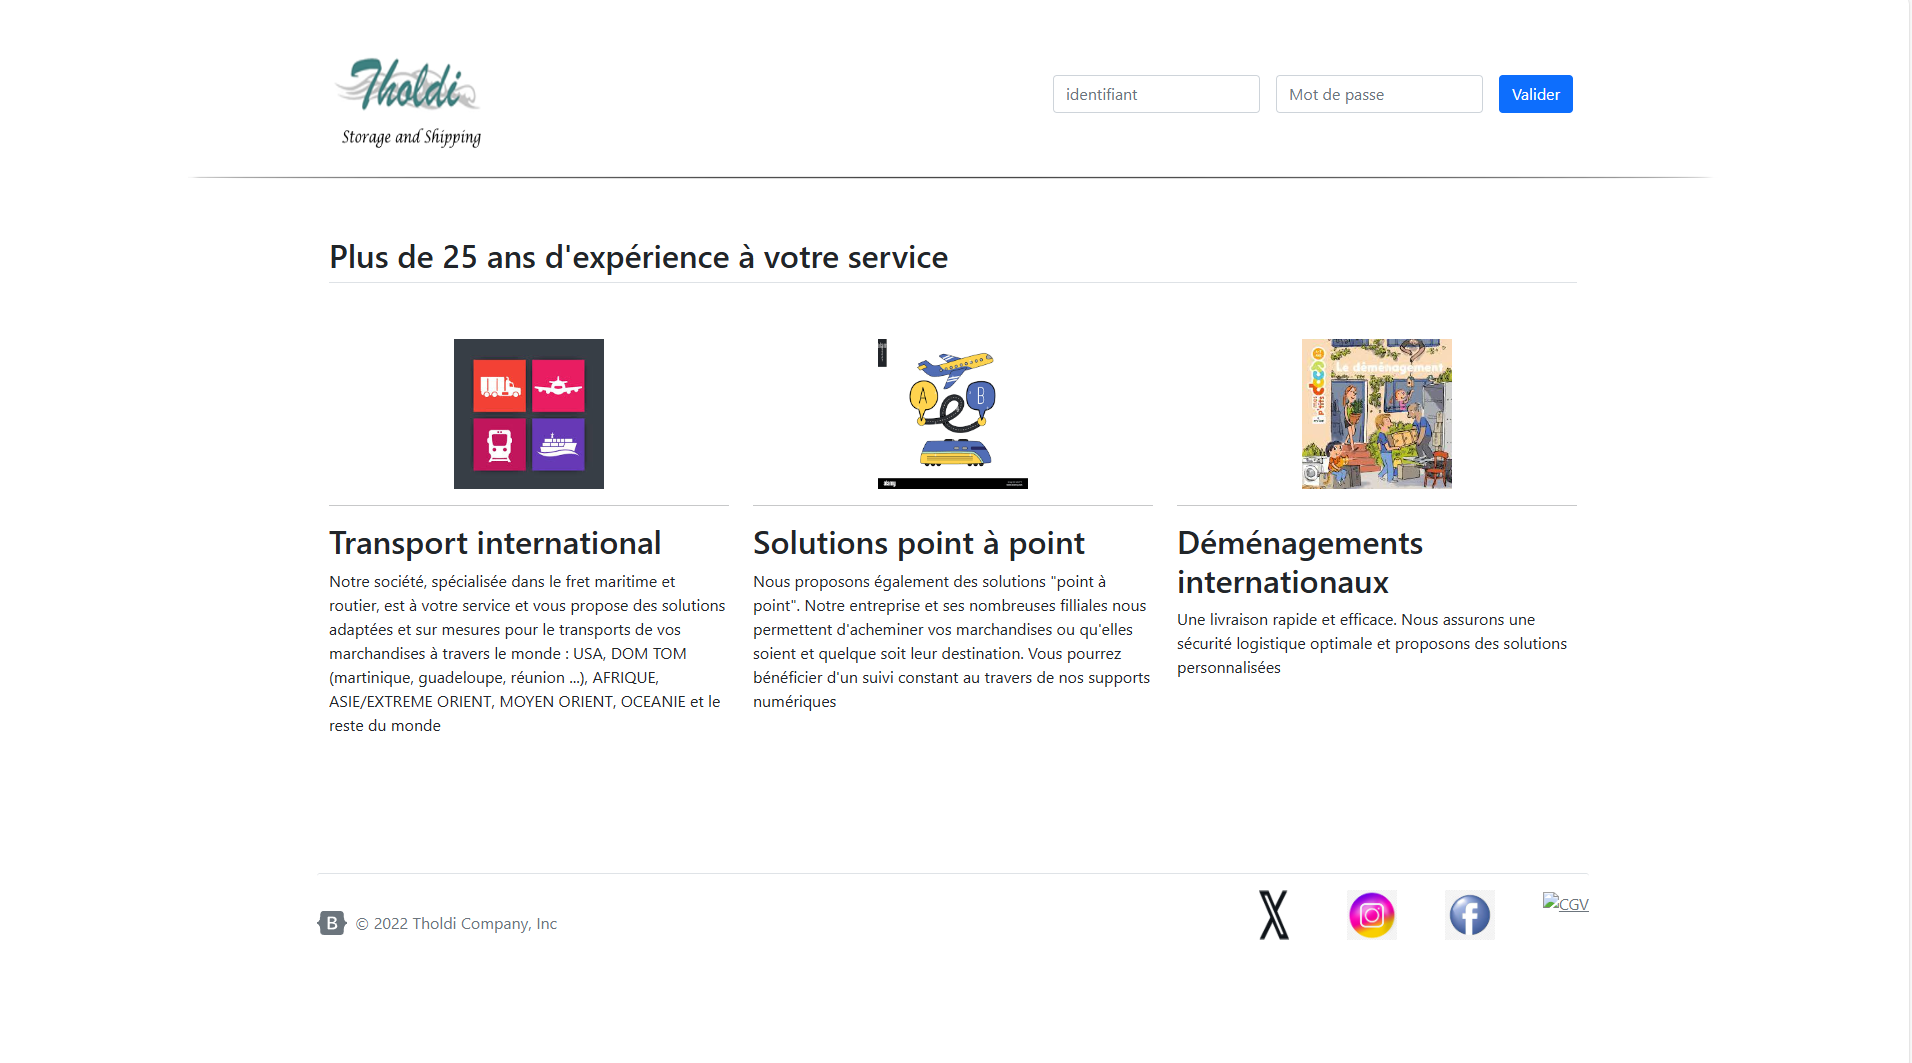 Tholdi
Storage and Shipping
identifiant
Mot de passe
Valider
Plus de 25 ans d'expérience à votre service
A
B
alamy
Le déménagement
mes
p'tits
docs
Transport international
Notre société, spécialisée dans le fret maritime et
routier, est à votre service et vous propose des solutions
adaptées et sur mesures pour le transports de vos
marchandises à travers le monde : USA, DOM TOM
(martinique, guadeloupe, réunion ...), AFRIQUE,
ASIE/EXTREME ORIENT, MOYEN ORIENT, OCEANIE et le
reste du monde
Solutions point à point
Nous proposons également des solutions "point à
point". Notre entreprise et ses nombreuses filliales nous
permettent d'acheminer vos marchandises ou qu'elles
soient et quelque soit leur destination. Vous pourrez
bénéficier d'un suivi constant au travers de nos supports
numériques
Déménagements
internationaux
Une livraison rapide et efficace. Nous assurons une
sécurité logistique optimale et proposons des solutions
personnalisées
B
© 2022 Tholdi Company, Inc
X
f
CGV